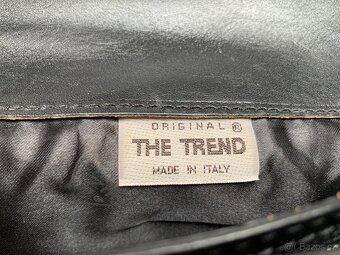 ORIGINAL ®
THE TREND
MADE IN ITALY